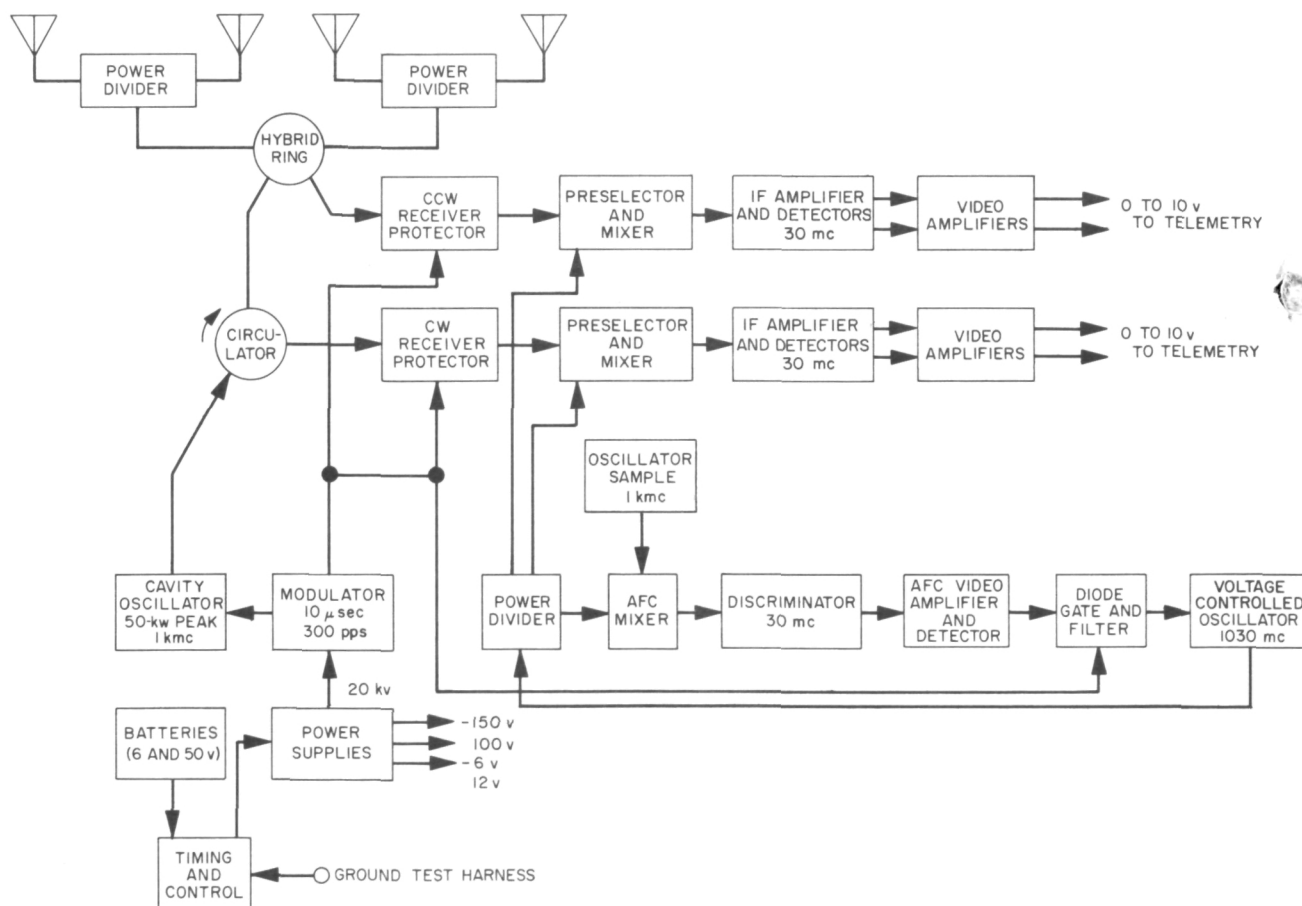 POWER
DIVIDER
POWER
DIVIDER
HYBRID
RING
CCW
RECEIVER
PROTECTOR
PRESELECTOR
AND
MIXER
IF AMPLIFIER
AND DETECTORS
30 mc
VIDEO
AMPLIFIERS
0 TO 10 v
TO TELEMETRY
CIRCU-
LATOR
CW
RECEIVER
PROTECTOR
PRESELECTOR
AND
MIXER
IF AMPLIFIER
AND DETECTORS
30 mc
VIDEO
AMPLIFIERS
0 TO 10 v
TO TELEMETRY
OSCILLATOR
SAMPLE
1 kmc
CAVITY
OSCILLATOR
50-kw PEAK
1 kmc
MODULATOR
10 μsec
300 pps
POWER
DIVIDER
AFC
MIXER
DISCRIMINATOR
30 mc
AFC VIDEO
AMPLIFIER
AND
DETECTOR
DIODE
GATE AND
FILTER
VOLTAGE
CONTROLLED
OSCILLATOR
1030 mc
20 kv
BATTERIES
(6 AND 50 v)
POWER
SUPPLIES
-150 v
100 v
-6 v
12 v
TIMING
AND
CONTROL
GROUND TEST HARNESS